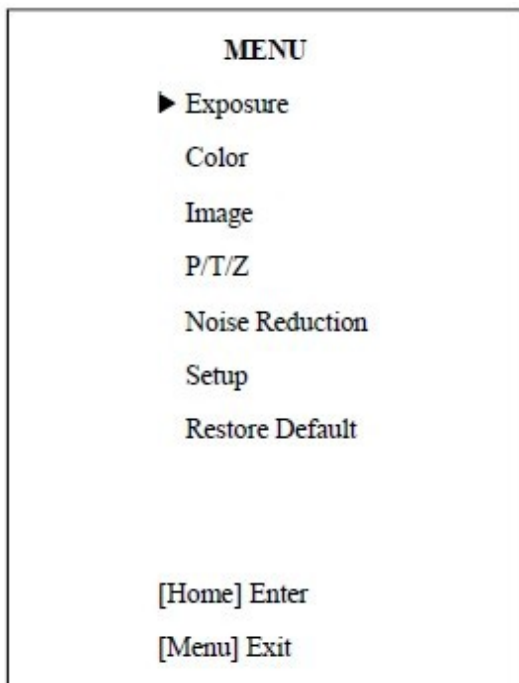 MENU
▶ Exposure
Color
Image
P/T/Z
Noise Reduction
Setup
Restore Default
[Home] Enter
[Menu] Exit